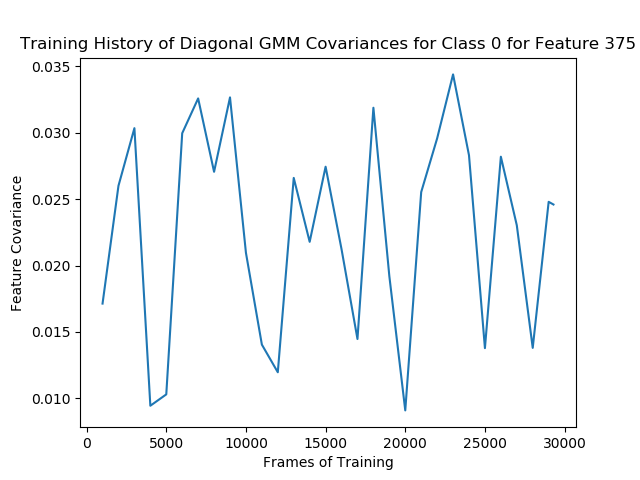 Training History of Diagonal GMM Covariances for Class 0 for Feature 375
0.035
0.030
0.025
0.020
0.015
0.010
Feature Covariance
0 5000 10000 15000 20000 25000 30000
Frames of Training